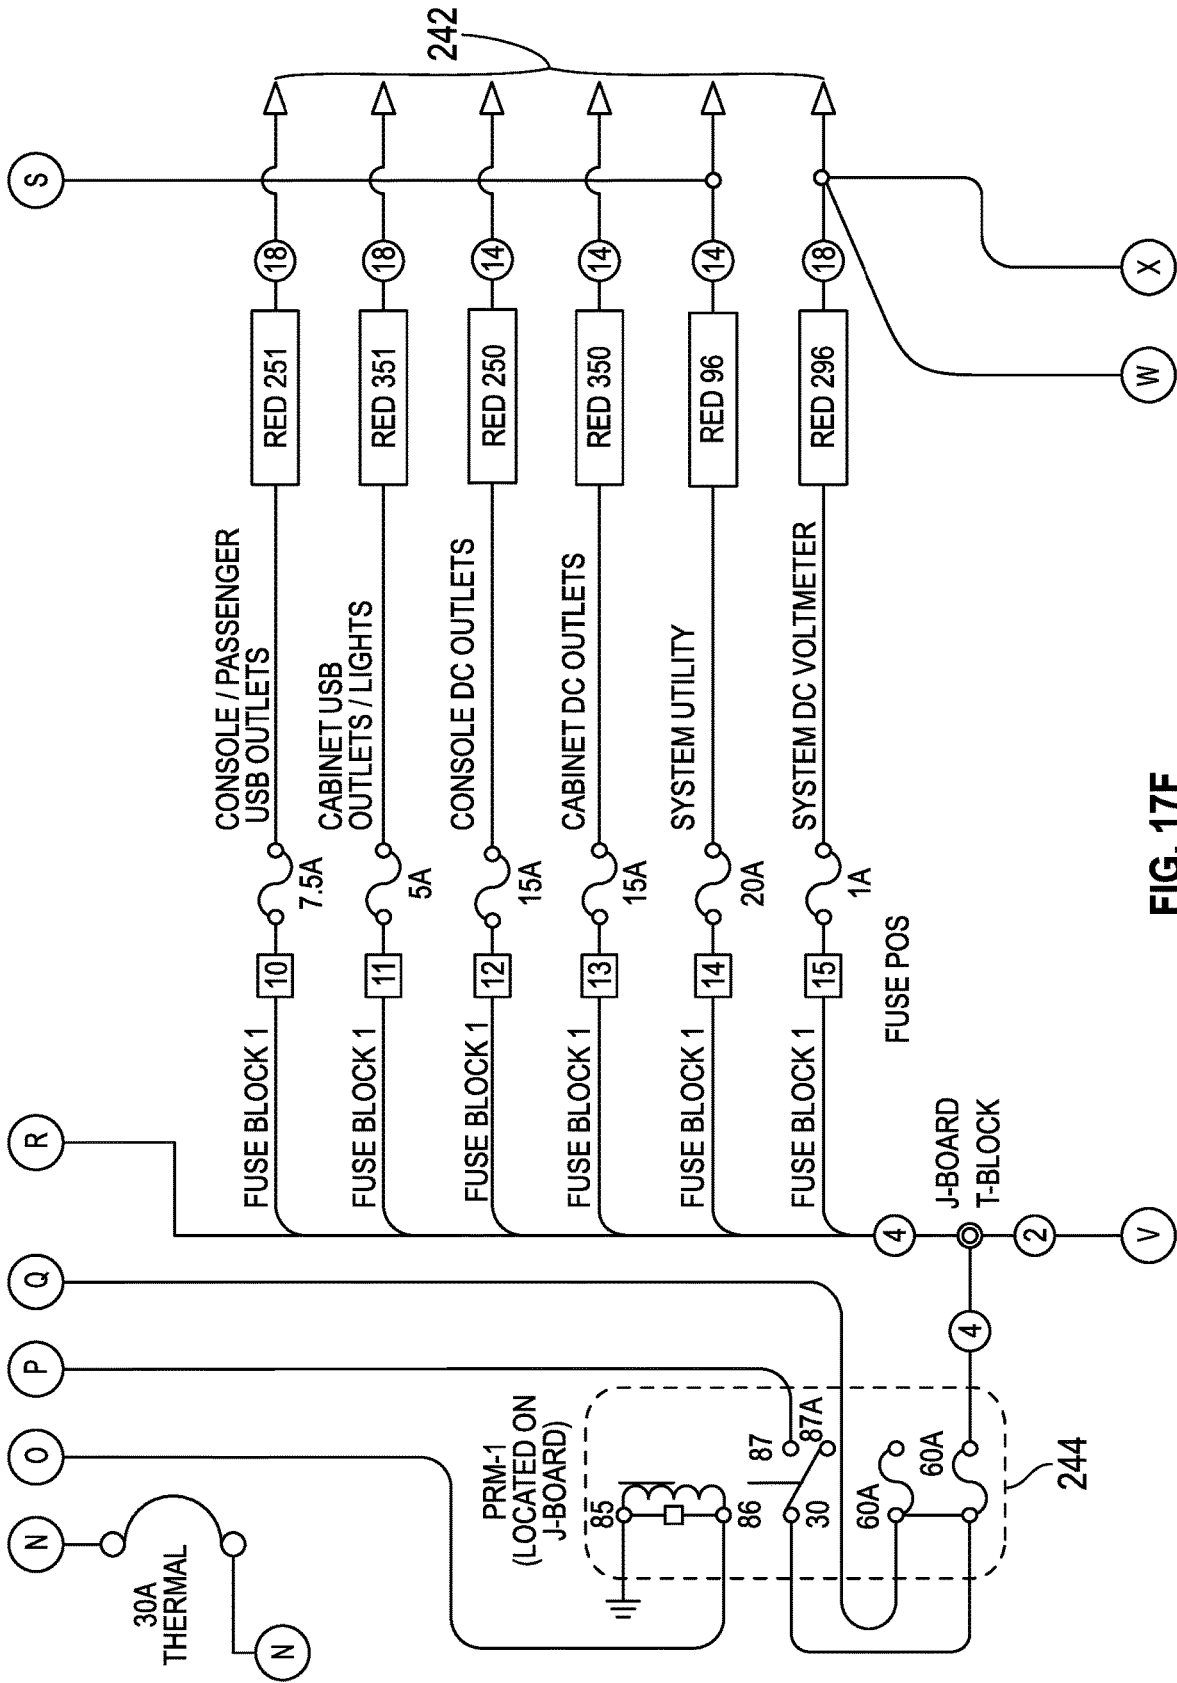 N O P Q R S
30A
THERMAL
N
CONSOLE / PASSENGER
USB OUTLETS
FUSE BLOCK 1 10 7.5A RED 251 18
CABINET USB
OUTLETS / LIGHTS
FUSE BLOCK 1 11 5A RED 351 18
242
FUSE BLOCK 1 12 15A CONSOLE DC OUTLETS RED 250 14
PRM-1
(LOCATED ON
J-BOARD)
FUSE BLOCK 1 13 15A CABINET DC OUTLETS RED 350 14
85
86
FUSE BLOCK 1 14 20A SYSTEM UTILITY RED 96 14
87
87A
30
FUSE BLOCK 1 15 1A SYSTEM DC VOLTMETER RED 296 18
FUSE POS
60A
60A
4
4
J-BOARD
T-BLOCK
2
244
V W X
FIG. 17F